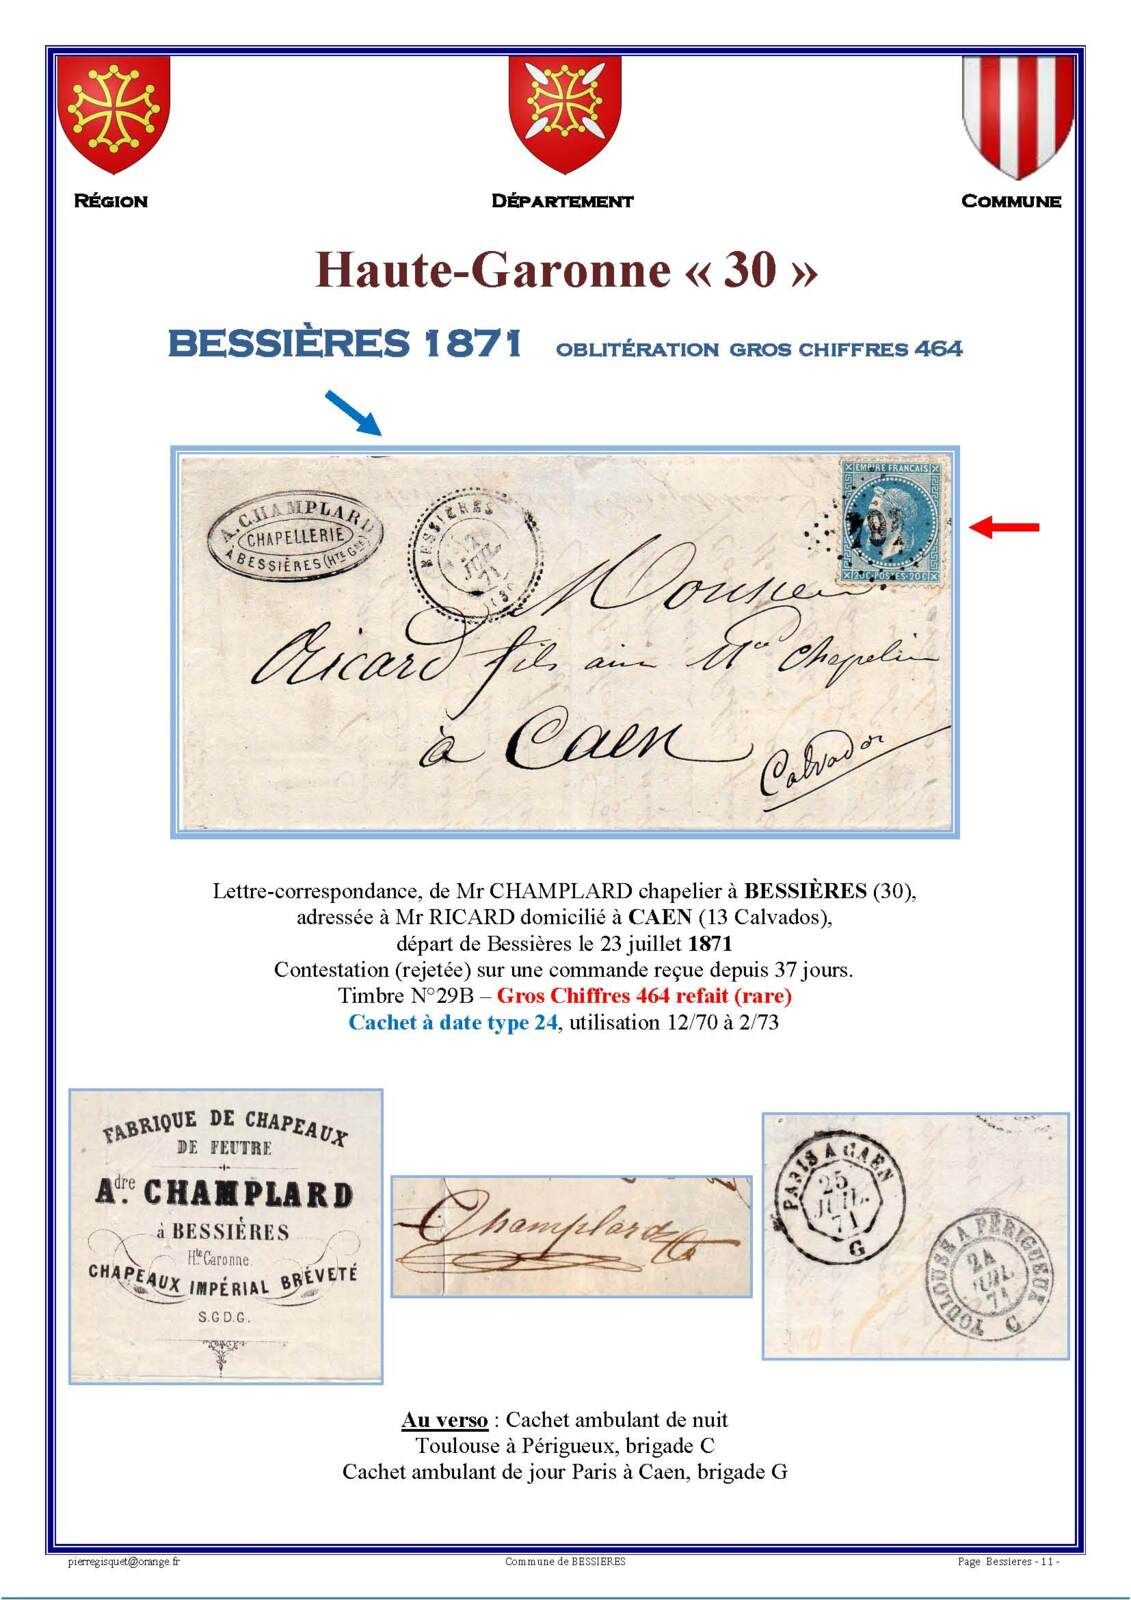 RÉGION
DÉPARTEMENT
COMMUNE
Haute-Garonne « 30 »
BESSIÈRES 1871 OBLITÉRATION GROS CHIFFRES 464
A. CHAMPLARD
CHAPELLERIE
A BESSIÈRES (HTE GNE)
BESSIERES
JUIL
71
EMPIRE FRANCAIS
20C POSTES 20C
Monsieur
Ricard fils ainé Md Chapelier
à Caen
Calvados
Lettre-correspondance, de Mr CHAMPLARD chapelier à BESSIÈRES (30),
adressée à Mr RICARD domicilié à CAEN (13 Calvados),
départ de Bessières le 23 juillet 1871
Contestation (rejetée) sur une commande reçue depuis 37 jours.
Timbre N°29B – Gros Chiffres 464 refait (rare)
Cachet à date type 24, utilisation 12/70 à 2/73
FABRIQUE DE CHAPEAUX
DE FEUTRE
Adre. CHAMPLARD
à BESSIÈRES
Hte Garonne
CHAPEAUX IMPÉRIAL BRÉVETÉ
S.G.D.G.
Champlard
PARIS A CAEN
25
JUIL.
71
G
TOULOUSE A PÉRIGUEUX
24
JUIL.
71
C
Au verso : Cachet ambulant de nuit
Toulouse à Périgueux, brigade C
Cachet ambulant de jour Paris à Caen, brigade G
pierregisquet@orange.fr
Commune de BESSIERES
Page Bessieres - 11 -